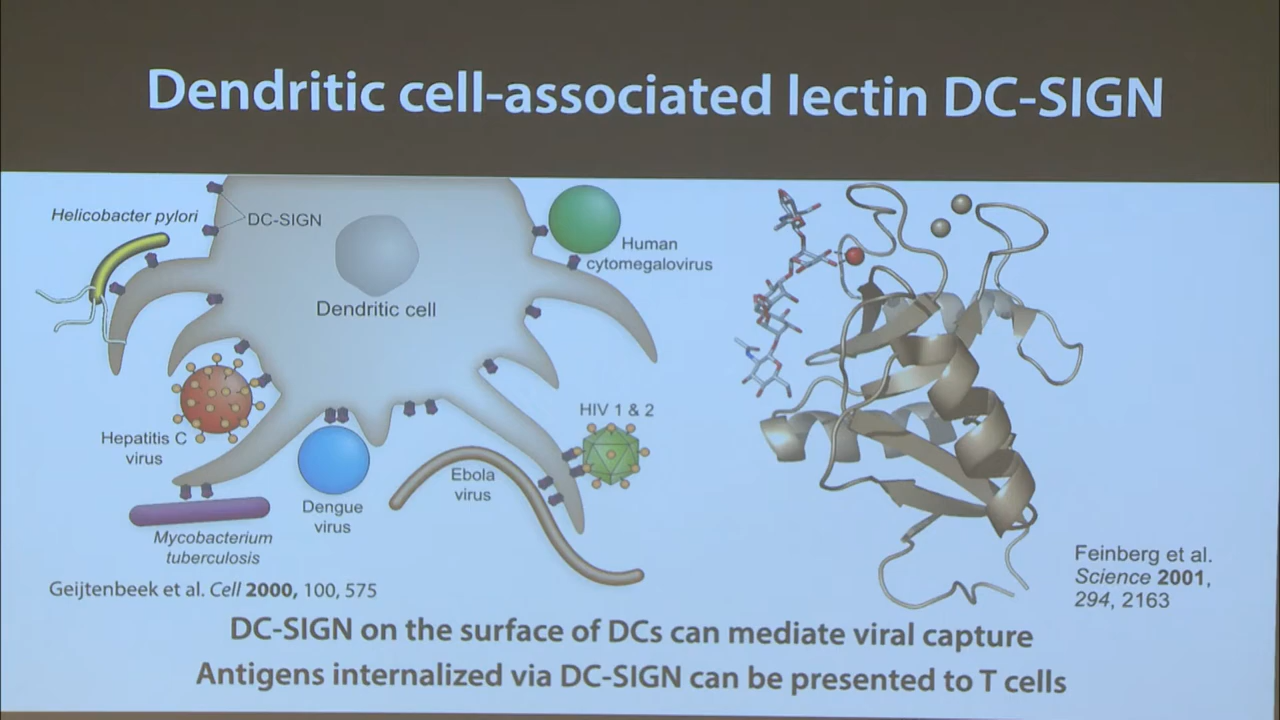 Dendritic cell-associated lectin DC-SIGN
Helicobacter pylori
DC-SIGN
Human
cytomegalovirus
Dendritic cell
HIV 1 & 2
Hepatitis C
virus
Ebola
virus
Dengue
virus
Mycobacterium
tuberculosis
Feinberg et al.
Science 2001,
294, 2163
Geijtenbeek et al. Cell 2000, 100, 575
DC-SIGN on the surface of DCs can mediate viral capture
Antigens internalized via DC-SIGN can be presented to T cells